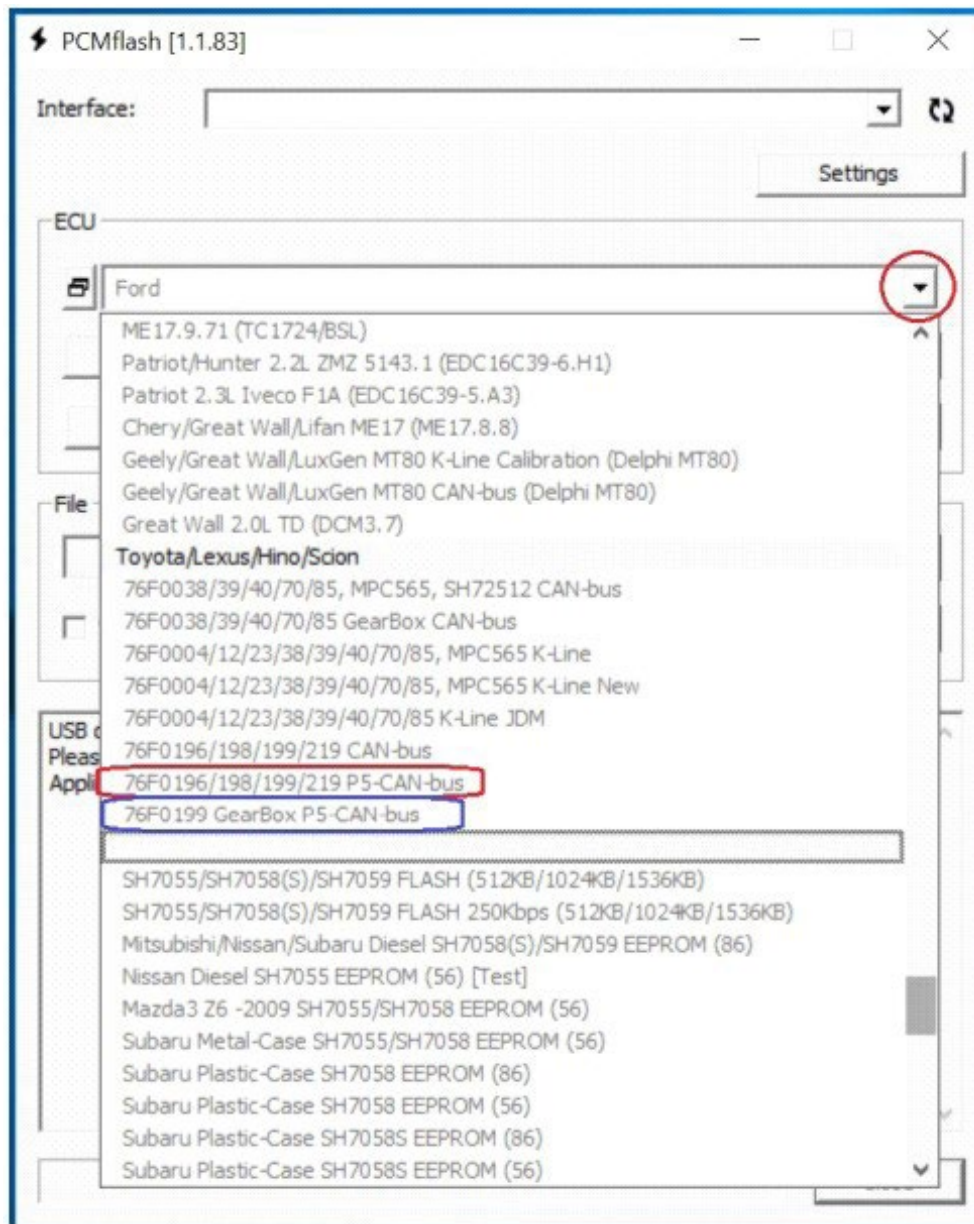 PCMflash [1.1.83]
Interface:
Settings
ECU
Ford
ME17.9.71 (TC1724/BSL)
Patriot/Hunter 2.2L ZMZ 5143.1 (EDC16C39-6.H1)
Patriot 2.3L Iveco F1A (EDC16C39-5.A3)
Chery/Great Wall/Lifan ME17 (ME17.8.8)
Geely/Great Wall/LuxGen MT80 K-Line Calibration (Delphi MT80)
Geely/Great Wall/LuxGen MT80 CAN-bus (Delphi MT80)
File
Great Wall 2.0L TD (DCM3.7)
Toyota/Lexus/Hino/Scion
76F0038/39/40/70/85, MPC565, SH72512 CAN-bus
76F0038/39/40/70/85 GearBox CAN-bus
76F0004/12/23/38/39/40/70/85, MPC565 K-Line
76F0004/12/23/38/39/40/70/85, MPC565 K-Line New
76F0004/12/23/38/39/40/70/85 K-Line JDM
USB
76F0196/198/199/219 CAN-bus
Pleas
Appli 76F0196/198/199/219 P5-CAN-bus
76F0199 GearBox P5-CAN-bus
SH7055/SH7058(S)/SH7059 FLASH (512KB/1024KB/1536KB)
SH7055/SH7058(S)/SH7059 FLASH 250Kbps (512KB/1024KB/1536KB)
Mitsubishi/Nissan/Subaru Diesel SH7058(S)/SH7059 EEPROM (86)
Nissan Diesel SH7055 EEPROM (56) [Test]
Mazda3 Z6 -2009 SH7055/SH7058 EEPROM (56)
Subaru Metal-Case SH7055/SH7058 EEPROM (56)
Subaru Plastic-Case SH7058 EEPROM (86)
Subaru Plastic-Case SH7058 EEPROM (56)
Subaru Plastic-Case SH7058S EEPROM (86)
Subaru Plastic-Case SH7058S EEPROM (56)